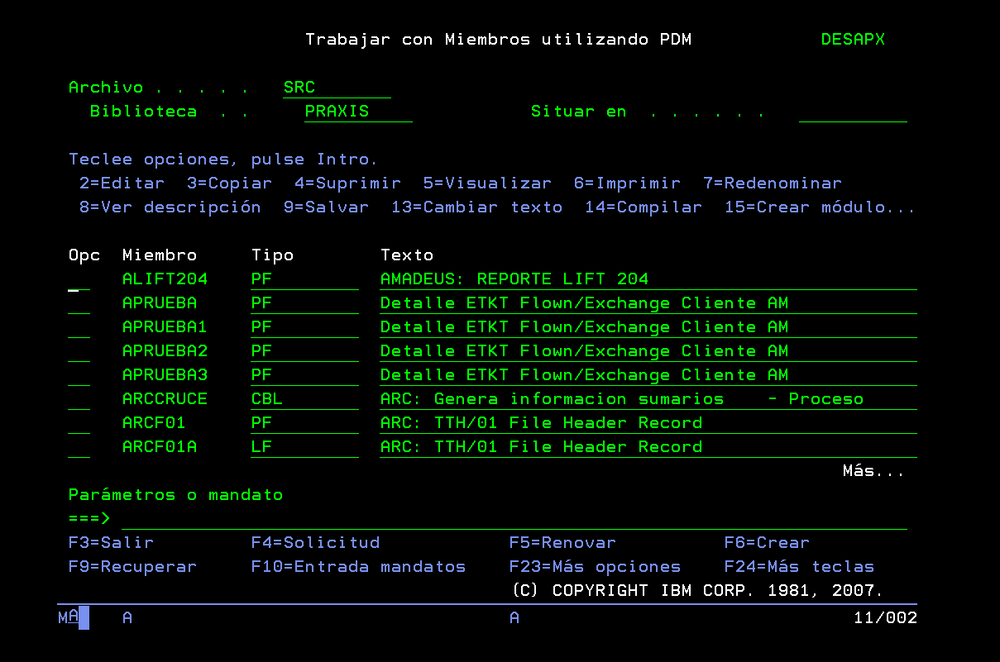 Trabajar con Miembros utilizando PDM DESAPX
Archivo . . . . . SRC
Biblioteca . . PRAXIS Situar en . . . . . .
Teclee opciones, pulse Intro.
2=Editar 3=Copiar 4=Suprimir 5=Visualizar 6=Imprimir 7=Redenominar
8=Ver descripción 9=Salvar 13=Cambiar texto 14=Compilar 15=Crear módulo...
Opc Miembro Tipo Texto
ALIFT204 PF AMADEUS: REPORTE LIFT 204
APRUEBA PF Detalle ETKT Flown/Exchange Cliente AM
APRUEBA1 PF Detalle ETKT Flown/Exchange Cliente AM
APRUEBA2 PF Detalle ETKT Flown/Exchange Cliente AM
APRUEBA3 PF Detalle ETKT Flown/Exchange Cliente AM
ARCCRUCE CBL ARC: Genera informacion sumarios - Proceso
ARCF01 PF ARC: TTH/01 File Header Record
ARCF01A LF ARC: TTH/01 File Header Record
Más...
Parámetros o mandato
===>
F3=Salir F4=Solicitud F5=Renovar F6=Crear
F9=Recuperar F10=Entrada mandatos F23=Más opciones F24=Más teclas
(C) COPYRIGHT IBM CORP. 1981, 2007.
MA A A 11/002